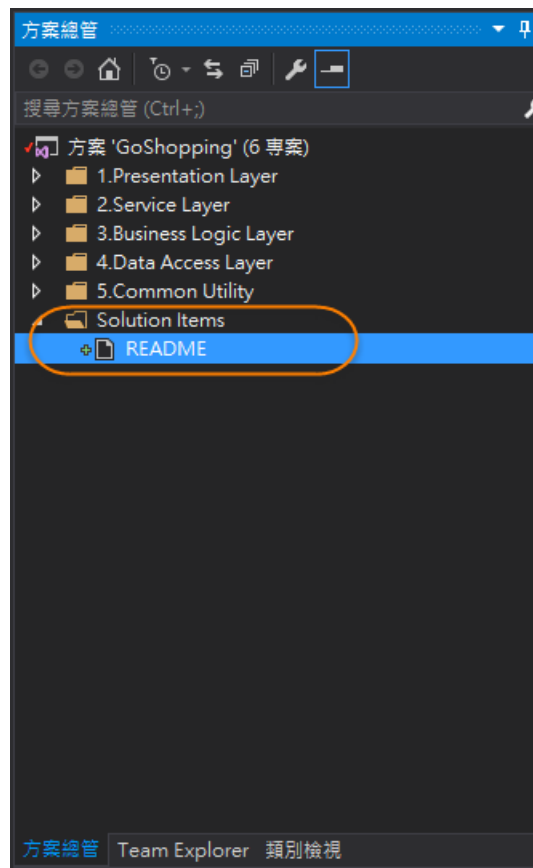 方案總管
搜尋方案總管 (Ctrl+;)
方案 'GoShopping' (6 專案)
1.Presentation Layer
2.Service Layer
3.Business Logic Layer
4.Data Access Layer
5.Common Utility
Solution Items
README
方案總管 Team Explorer 類別檢視